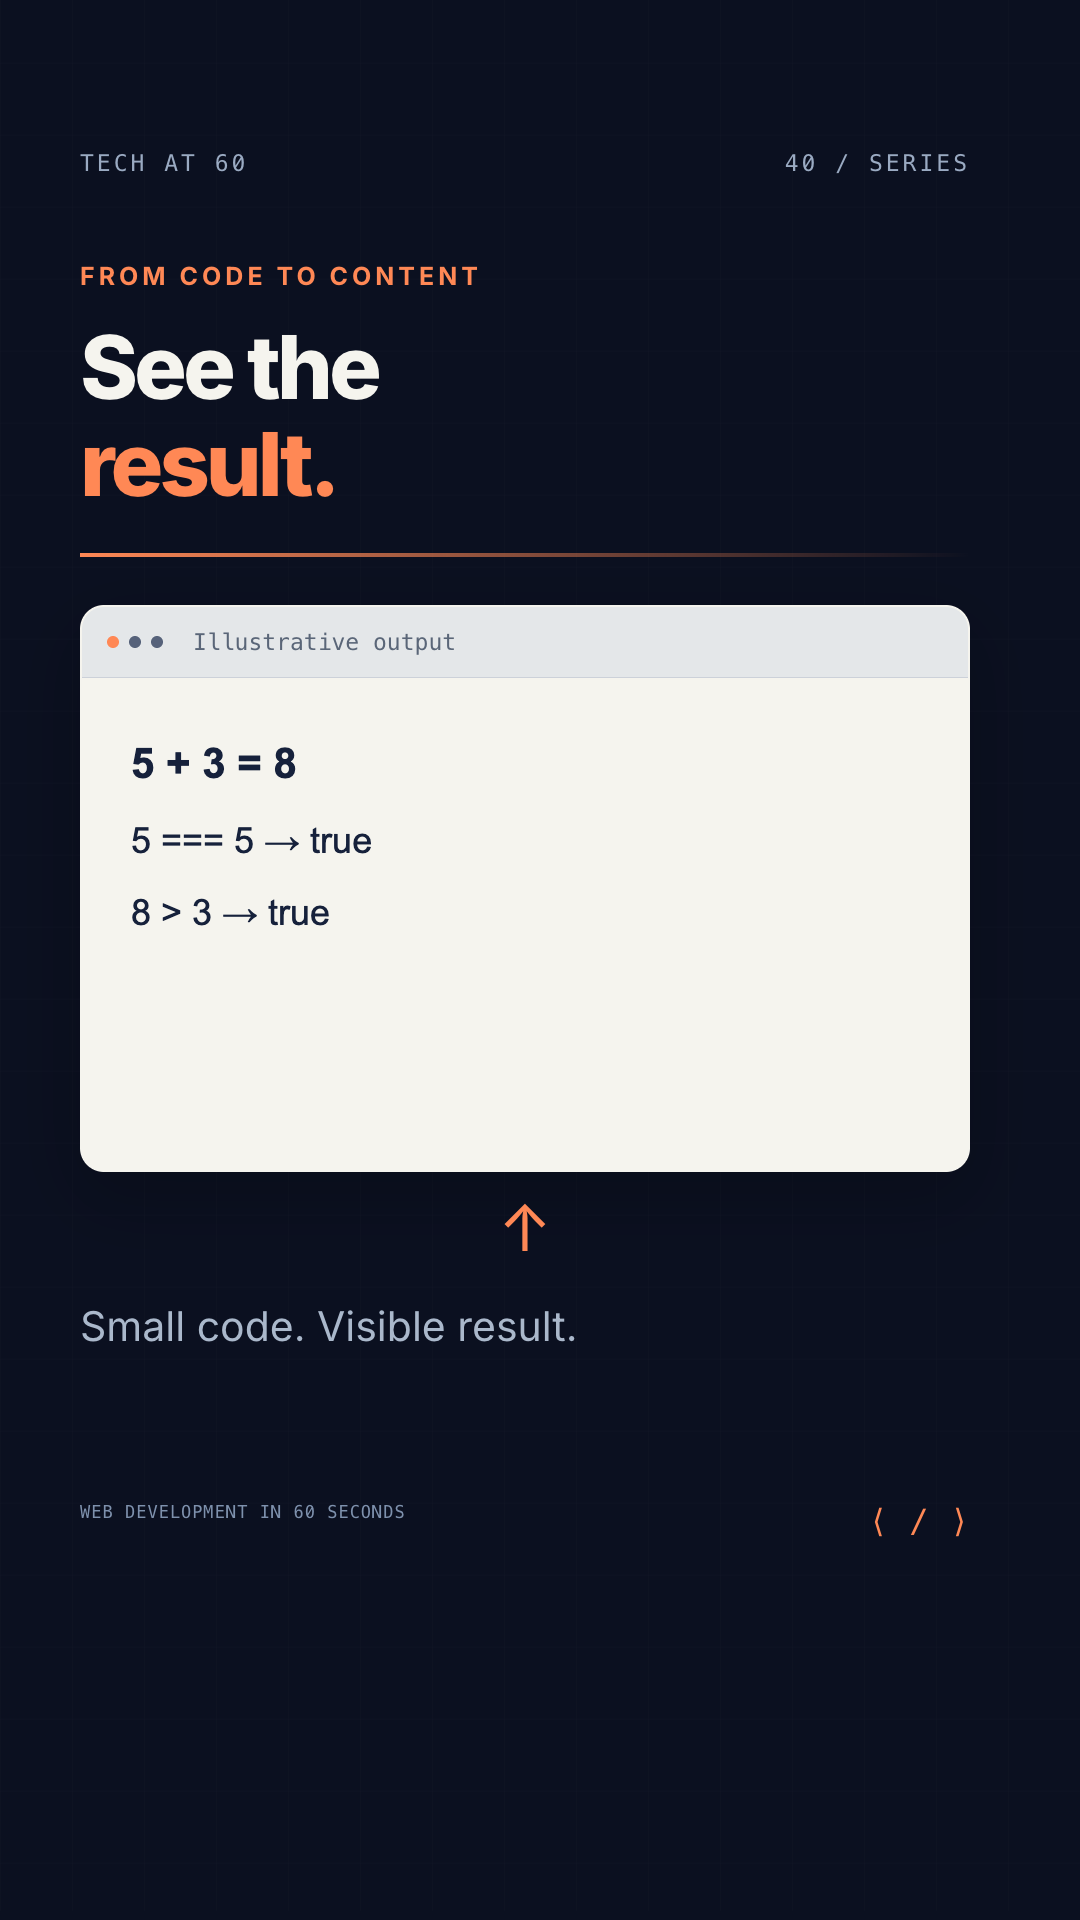 TECH AT 60
40 / SERIES
FROM CODE TO CONTENT
See the
result.
Illustrative output
5 + 3 = 8
5 === 5 → true
8 > 3 → true
↑
Small code. Visible result.
WEB DEVELOPMENT IN 60 SECONDS
⟨ / ⟩